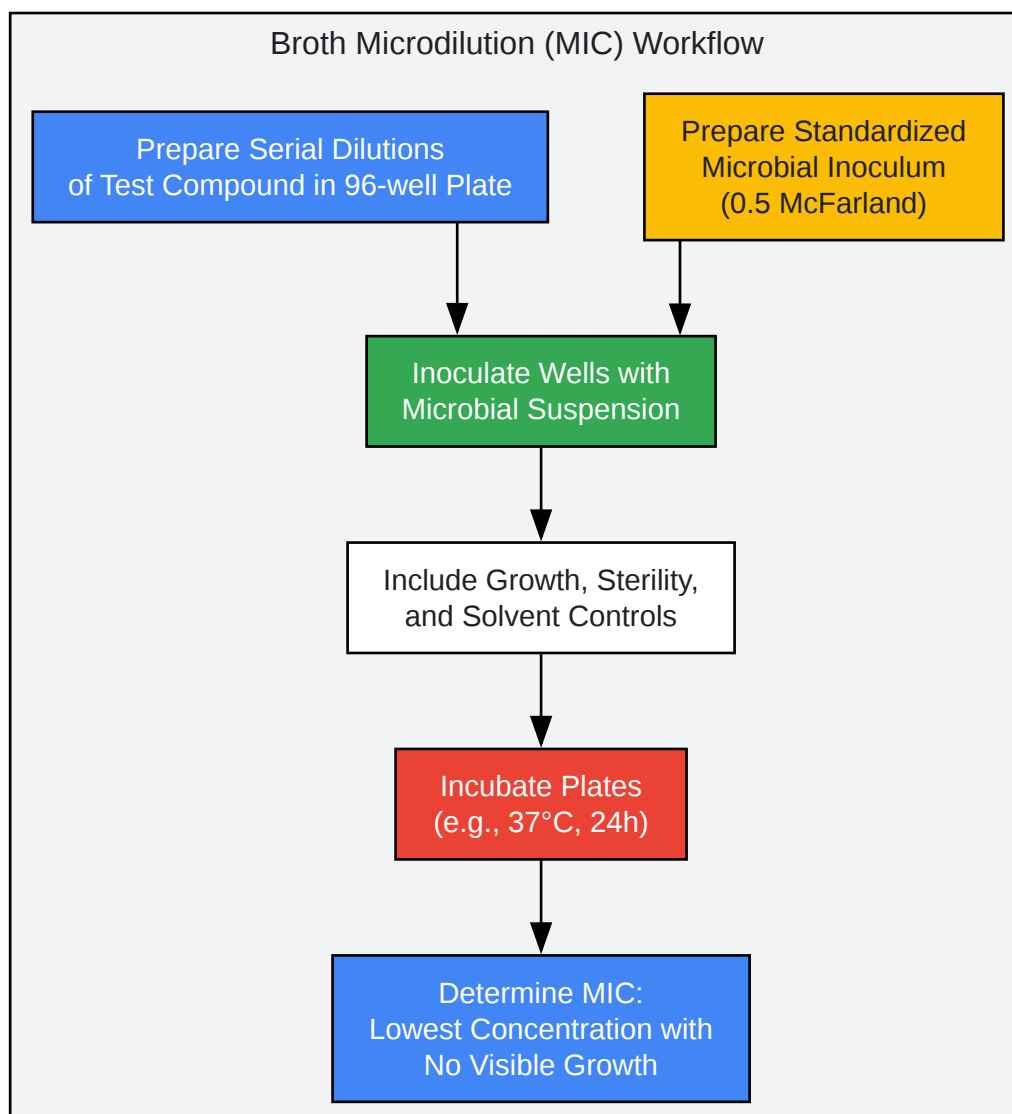 Broth Microdilution (MIC) Workflow
Prepare Serial Dilutions
of Test Compound in 96-well Plate
Prepare Standardized
Microbial Inoculum
(0.5 McFarland)
Inoculate Wells with
Microbial Suspension
Include Growth, Sterility,
and Solvent Controls
Incubate Plates
(e.g., 37°C, 24h)
Determine MIC:
Lowest Concentration with
No Visible Growth